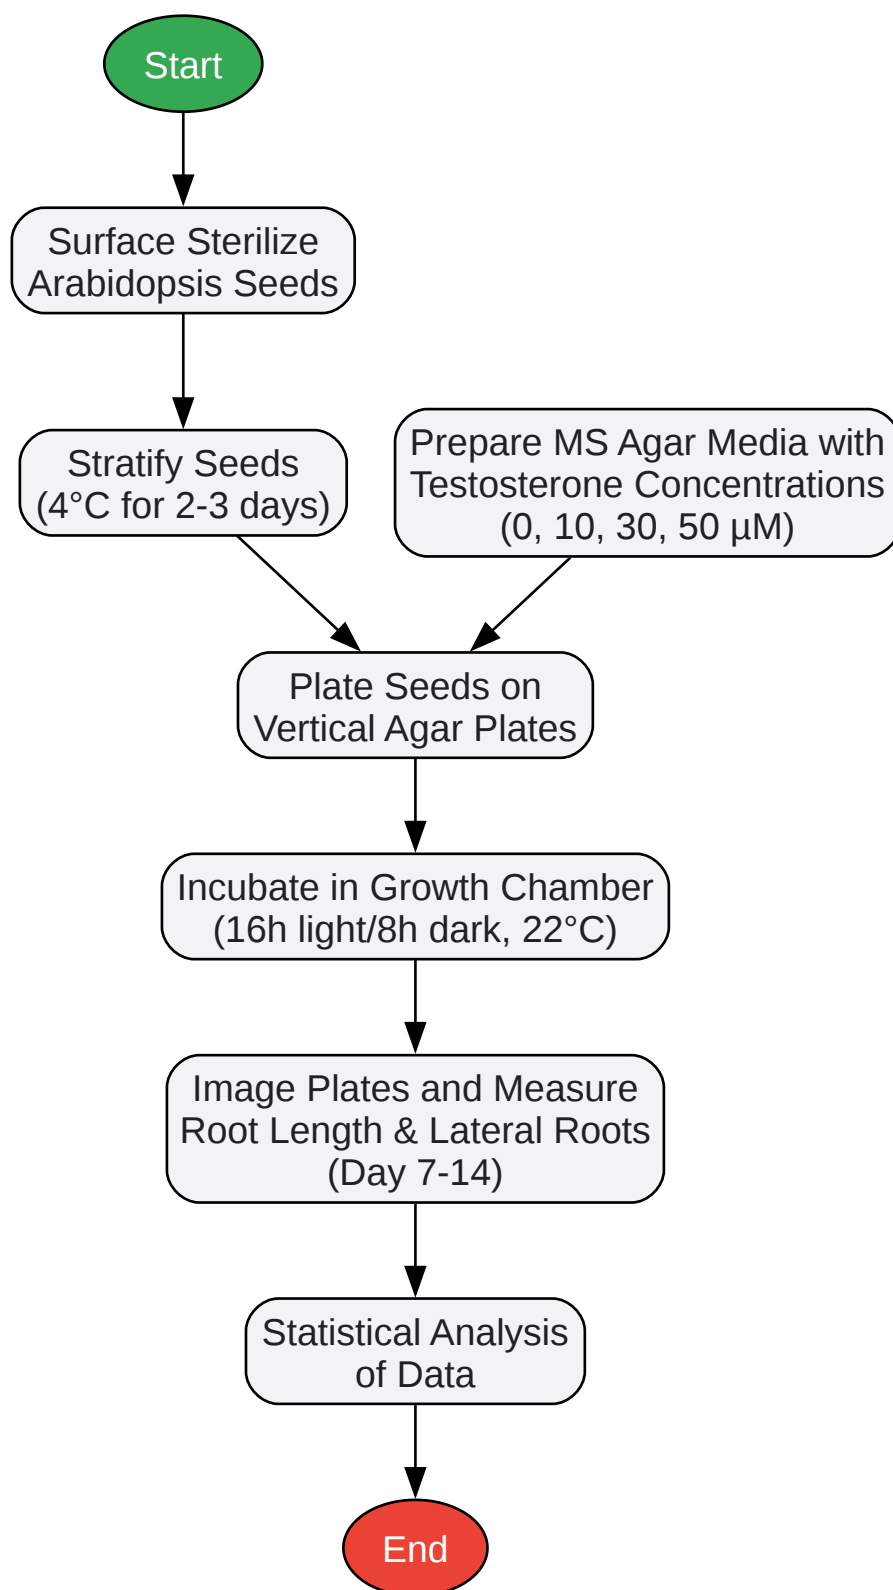 Start
Surface Sterilize
Arabidopsis Seeds
Stratify Seeds
(4°C for 2-3 days)
Prepare MS Agar Media with
Testosterone Concentrations
(0, 10, 30, 50 µM)
Plate Seeds on
Vertical Agar Plates
Incubate in Growth Chamber
(16h light/8h dark, 22°C)
Image Plates and Measure
Root Length & Lateral Roots
(Day 7-14)
Statistical Analysis
of Data
End